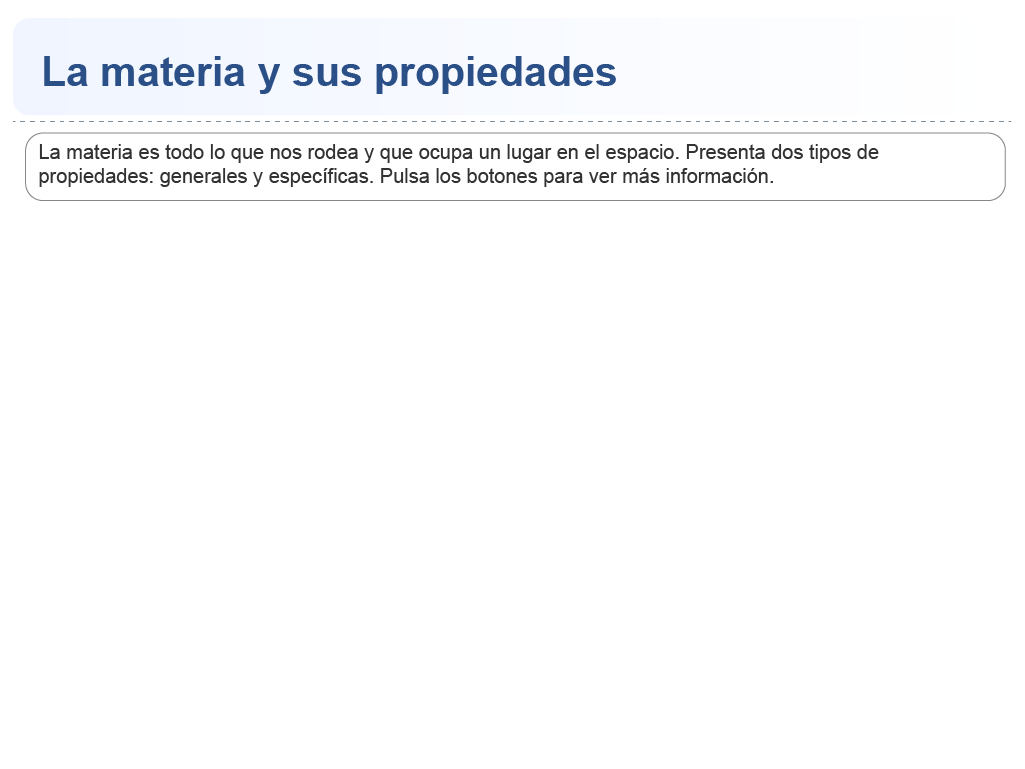 La materia y sus propiedades
La materia es todo lo que nos rodea y que ocupa un lugar en el espacio. Presenta dos tipos de
propiedades: generales y específicas. Pulsa los botones para ver más información.